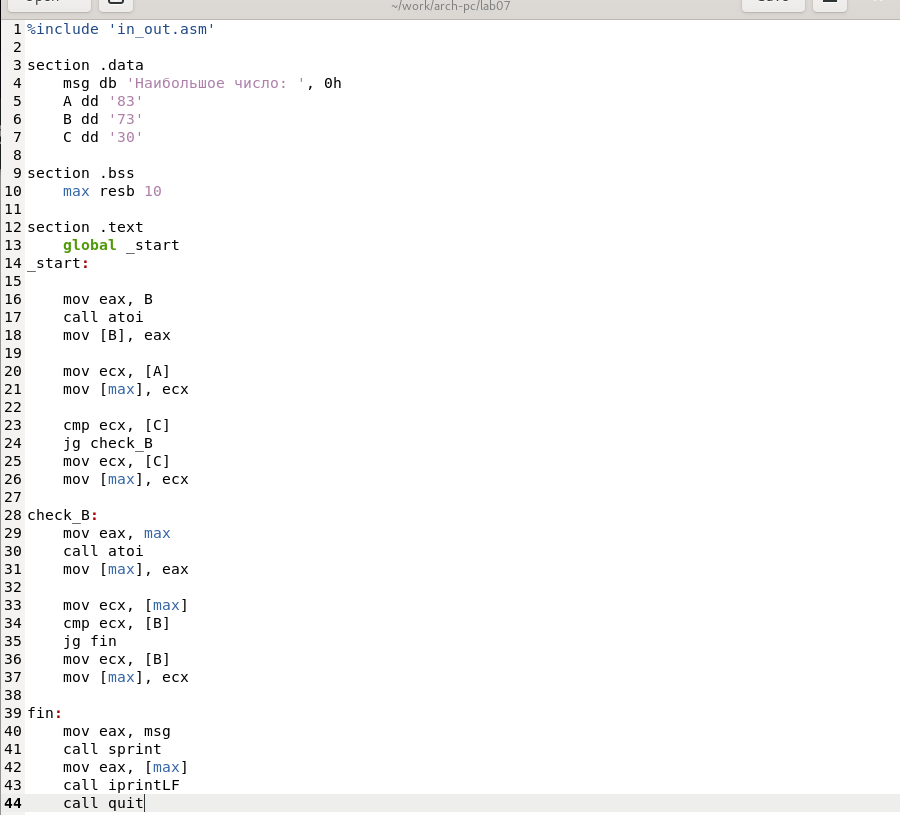 ~/work/arch-pc/lab07
1 %include 'in_out.asm'
2
3 section .data
4     msg db 'Наибольшое число: ', 0h
5     A dd '83'
6     B dd '73'
7     C dd '30'
8
9 section .bss
10     max resb 10
11
12 section .text
13     global _start
14 _start:
15
16     mov eax, B
17     call atoi
18     mov [B], eax
19
20     mov ecx, [A]
21     mov [max], ecx
22
23     cmp ecx, [C]
24     jg check_B
25     mov ecx, [C]
26     mov [max], ecx
27
28 check_B:
29     mov eax, max
30     call atoi
31     mov [max], eax
32
33     mov ecx, [max]
34     cmp ecx, [B]
35     jg fin
36     mov ecx, [B]
37     mov [max], ecx
38
39 fin:
40     mov eax, msg
41     call sprint
42     mov eax, [max]
43     call iprintLF
44     call quit